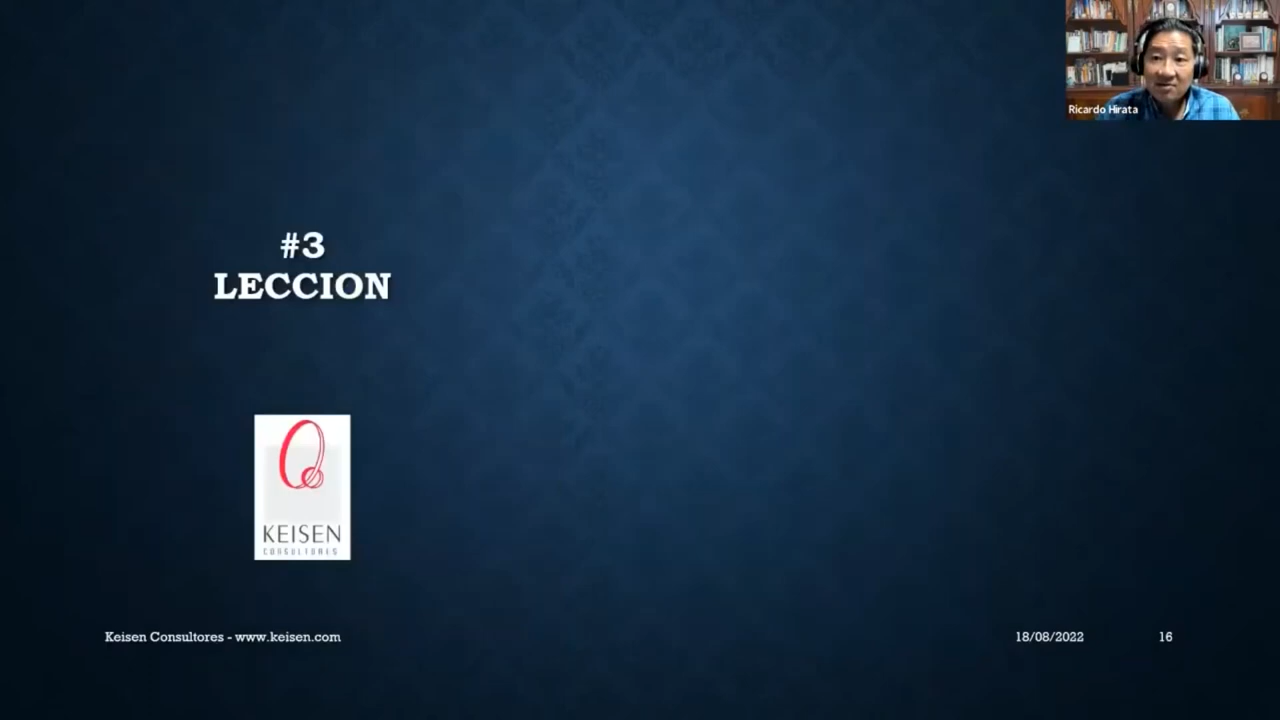 Ricardo Hirata
#3
LECCION
KEISEN
CONSULTORES
Keisen Consultores - www.keisen.com
18/08/2022
16